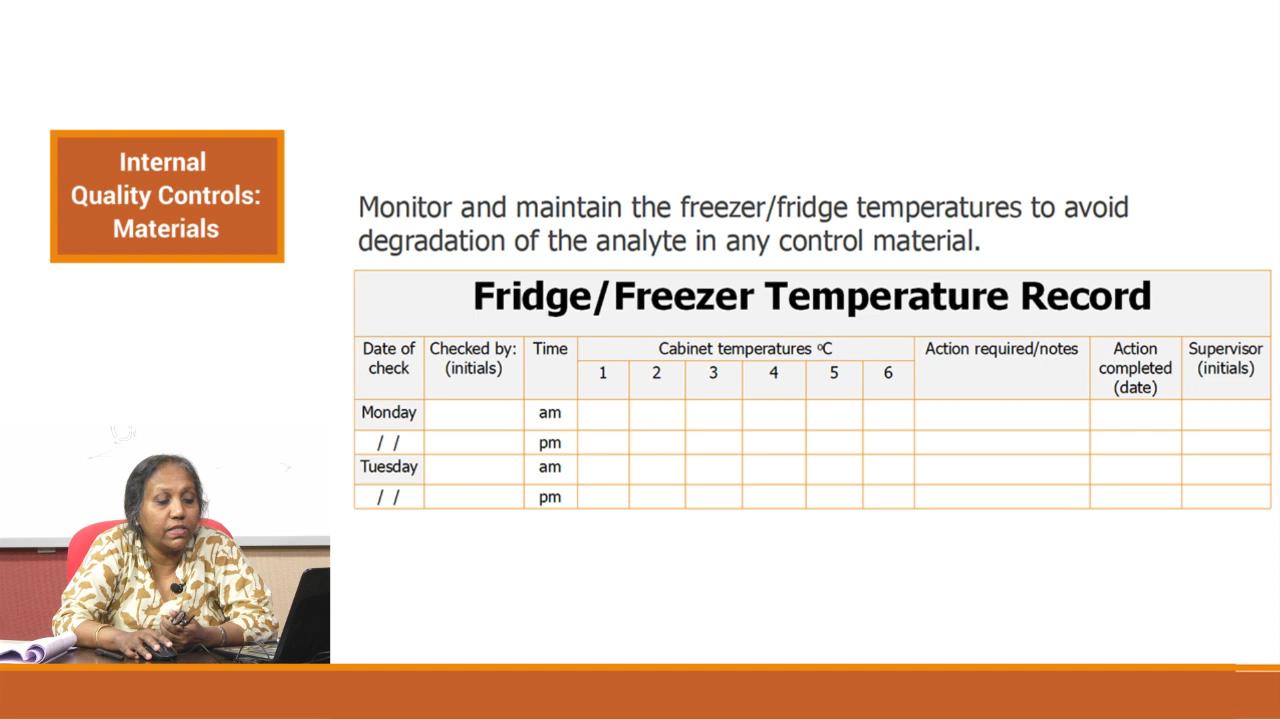 Internal
Quality Controls:
Materials
Monitor and maintain the freezer/fridge temperatures to avoid
degradation of the analyte in any control material.
Fridge/Freezer Temperature Record
Date of check Checked by: (initials) Time Cabinet temperatures ºC Action required/notes Action completed (date) Supervisor (initials)
1 2 3 4 5 6
Monday am
/ / pm
Tuesday am
/ / pm